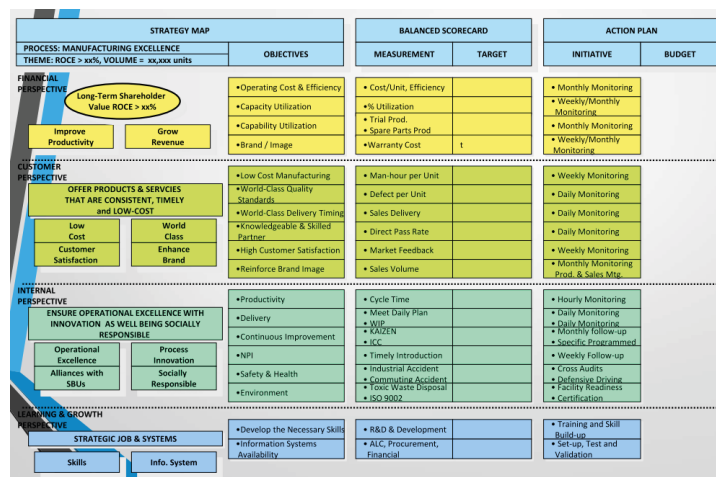 STRATEGY MAP
BALANCED SCORECARD
ACTION PLAN
PROCESS: MANUFACTURING EXCELLENCE
THEME: ROCE > xx%, VOLUME = xx,xxx units
OBJECTIVES
MEASUREMENT
TARGET
INITIATIVE
BUDGET
FINANCIAL
PERSPECTIVE
Long-Term Shareholder
Value ROCE > xx%
Improve
Productivity
Grow
Revenue
•Operating Cost & Efficiency
• Cost/Unit, Efficiency
• Monthly Monitoring
•Capacity Utilization
•% Utilization
• Weekly/Monthly
Monitoring
•Capability Utilization
• Trial Prod.
• Spare Parts Prod
• Monthly Monitoring
•Brand / Image
•Warranty Cost
t
• Weekly/Monthly
Monitoring
CUSTOMER
PERSPECTIVE
OFFER PRODUCTS & SERVCIES
THAT ARE CONSISTENT, TIMELY
and LOW-COST
Low
Cost
World
Class
Customer
Satisfaction
Enhance
Brand
•Low Cost Manufacturing
• Man-hour per Unit
• Weekly Monitoring
•World-Class Quality
Standards
• Defect per Unit
• Daily Monitoring
•World-Class Delivery Timing
• Sales Delivery
• Daily Monitoring
•Knowledgeable & Skilled
Partner
• Direct Pass Rate
• Daily Monitoring
•High Customer Satisfaction
• Market Feedback
• Weekly Monitoring
•Reinforce Brand Image
• Sales Volume
• Monthly Monitoring
Prod. & Sales Mtg.
INTERNAL
PERSPECTIVE
ENSURE OPERATIONAL EXCELLENCE WITH
INNOVATION AS WELL BEING SOCIALLY
RESPONSIBLE
Operational
Excellence
Process
Innovation
Alliances with
SBUs
Socially
Responsible
•Productivity
• Cycle Time
• Hourly Monitoring
•Delivery
• Meet Daily Plan
• WIP
• Daily Monitoring
• Daily Monitoring
•Continuous Improvement
• KAIZEN
• ICC
• Monthly follow-up
• Specific Programmed
•NPI
• Timely Introduction
• Weekly Follow-up
•Safety & Health
• Industrial Accident
• Commuting Accident
• Cross Audits
• Defensive Driving
•Environment
• Toxic Waste Disposal
• ISO 9002
• Facility Readiness
• Certification
LEARNING & GROWTH
PERSPECTIVE
STRATEGIC JOB & SYSTEMS
Skills
Info. System
•Develop the Necessary Skills
• R&D & Development
• Training and Skill
Build-up
•Information Systems
Availability
• ALC, Procurement,
Financial
• Set-up, Test and
Validation